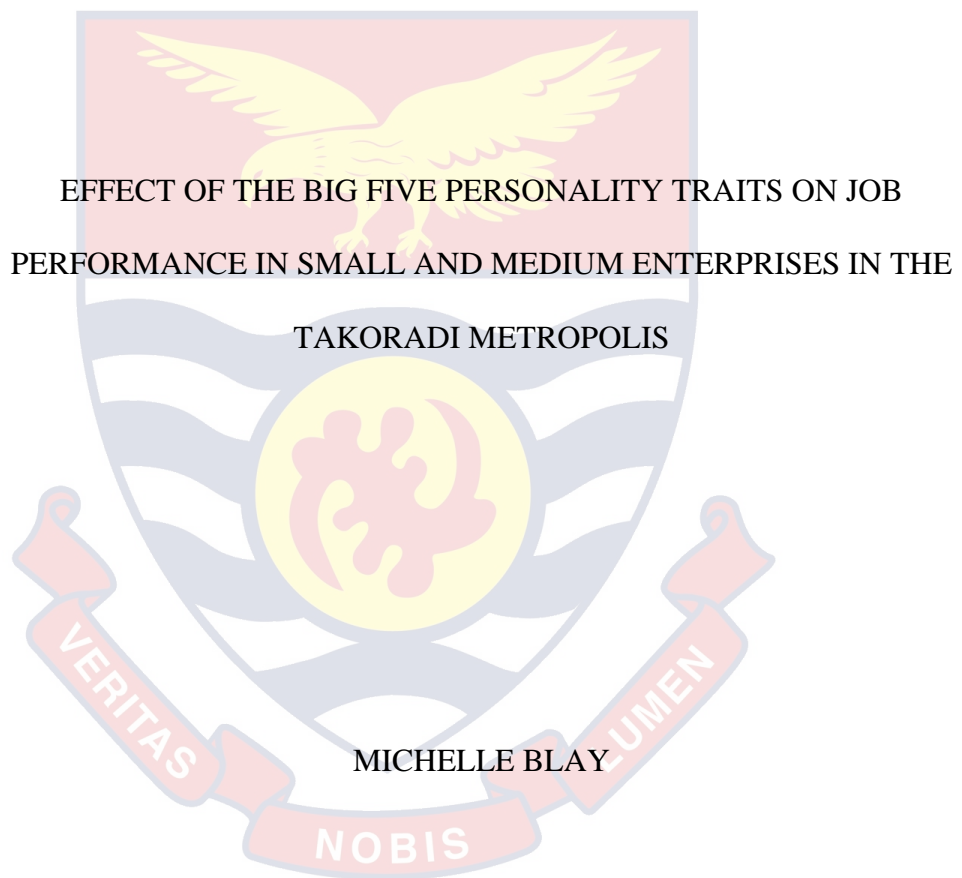 EFFECT OF THE BIG FIVE PERSONALITY TRAITS ON JOB
PERFORMANCE IN SMALL AND MEDIUM ENTERPRISES IN THE
TAKORADI METROPOLIS
MICHELLE BLAY
VERITAS
NOBIS
LUMEN